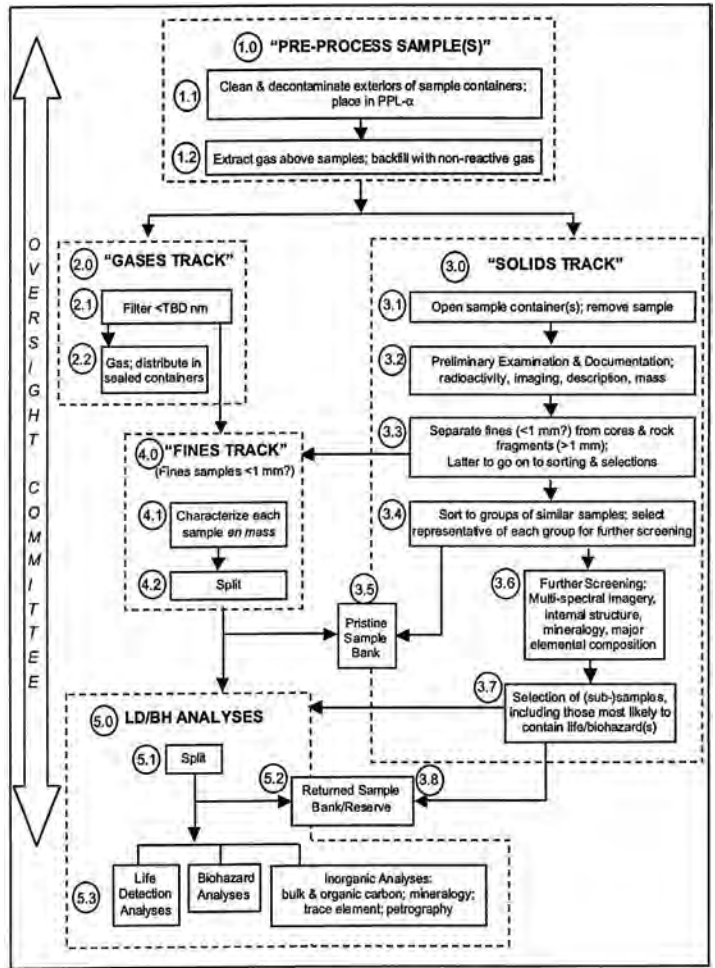 OVERSIGHT COMMITTEE
1.0 "PRE-PROCESS SAMPLE(S)"
1.1
Clean & decontaminate exteriors of sample containers;
place in PPL-α
1.2
Extract gas above samples; backfill with non-reactive gas
2.0 "GASES TRACK"
2.1
Filter <TBD nm
2.2
Gas; distribute in
sealed containers
3.0 "SOLIDS TRACK"
3.1
Open sample container(s); remove sample
3.2
Preliminary Examination & Documentation;
radioactivity, imaging, description, mass
3.3
Separate fines (<1 mm?) from cores & rock
fragments (>1 mm);
Latter to go on to sorting & selections
4.0 "FINES TRACK"
(Fines samples <1 mm?)
4.1
Characterize each
sample en mass
4.2
Split
3.4
Sort to groups of similar samples; select
representative of each group for further screening
3.5
Pristine
Sample
Bank
3.6
Further Screening:
Multi-spectral imagery,
internal structure,
mineralogy, major
elemental composition
3.7
Selection of (sub-)samples,
including those most likely to
contain life/biohazard(s)
5.0 LD/BH ANALYSES
5.1
Split
5.2
3.8
Returned Sample
Bank/Reserve
5.3
Life
Detection
Analyses
Biohazard
Analyses
Inorganic Analyses:
bulk & organic carbon; mineralogy;
trace element; petrography